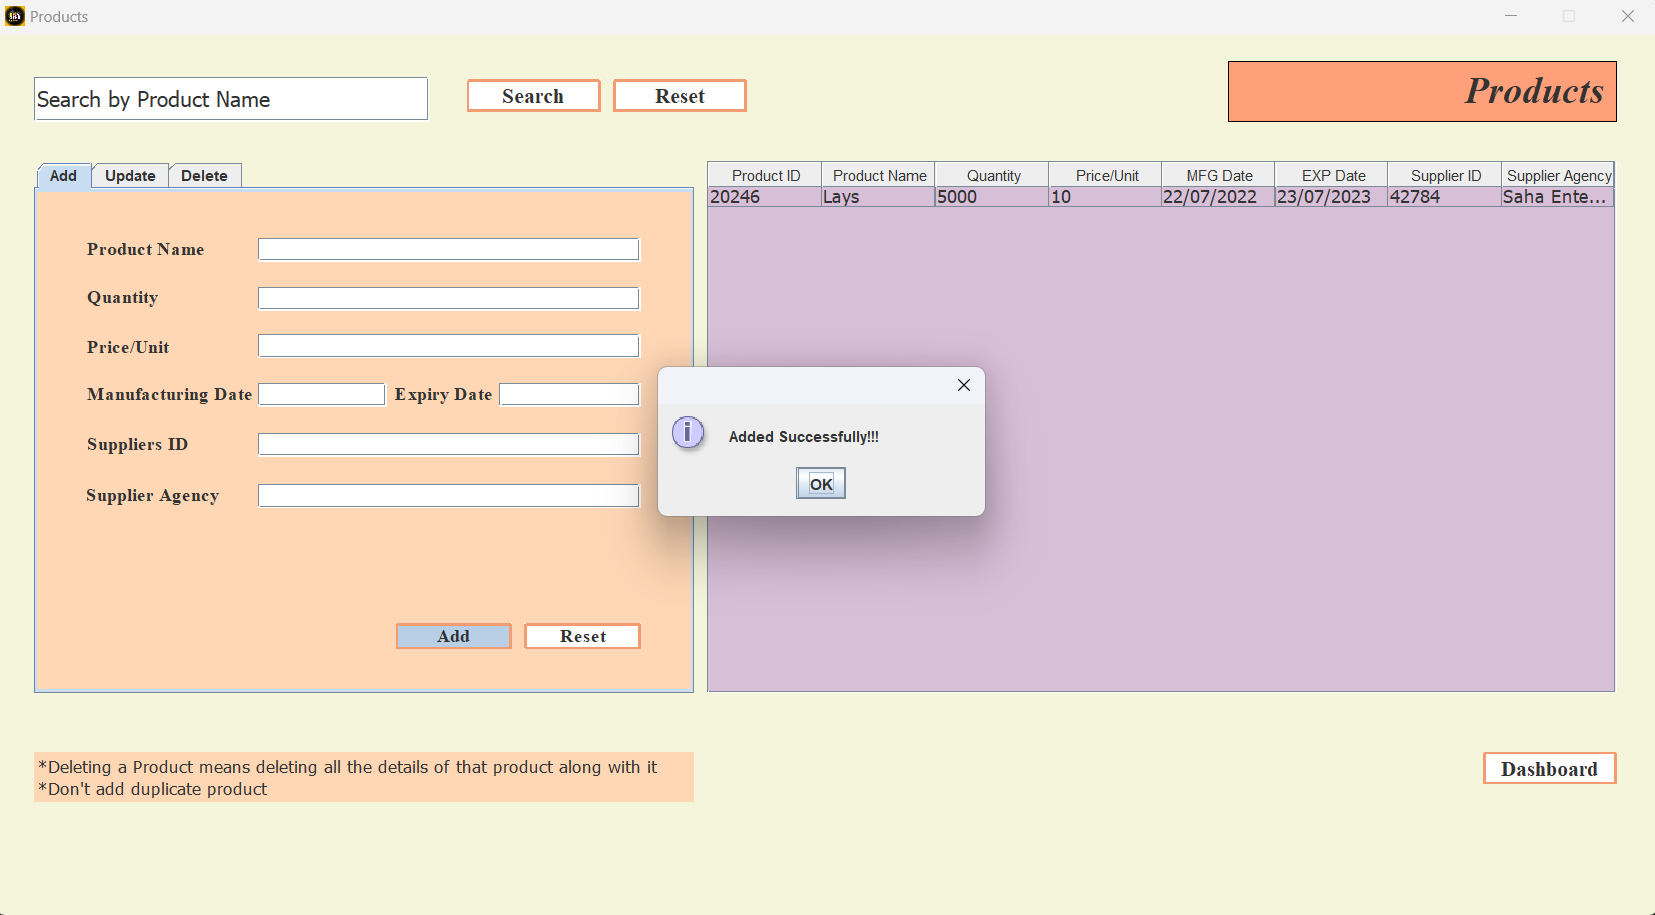 Products
Search by Product Name
Search
Reset
Products
Add
Update
Delete
Product ID
Product Name
Quantity
Price/Unit
MFG Date
EXP Date
Supplier ID
Supplier Agency
20246
Lays
5000
10
22/07/2022
23/07/2023
42784
Saha Ente...
Product Name
Quantity
Price/Unit
Manufacturing Date
Expiry Date
Suppliers ID
Supplier Agency
Added Successfully!!!
OK
Add
Reset
*Deleting a Product means deleting all the details of that product along with it
*Don't add duplicate product
Dashboard